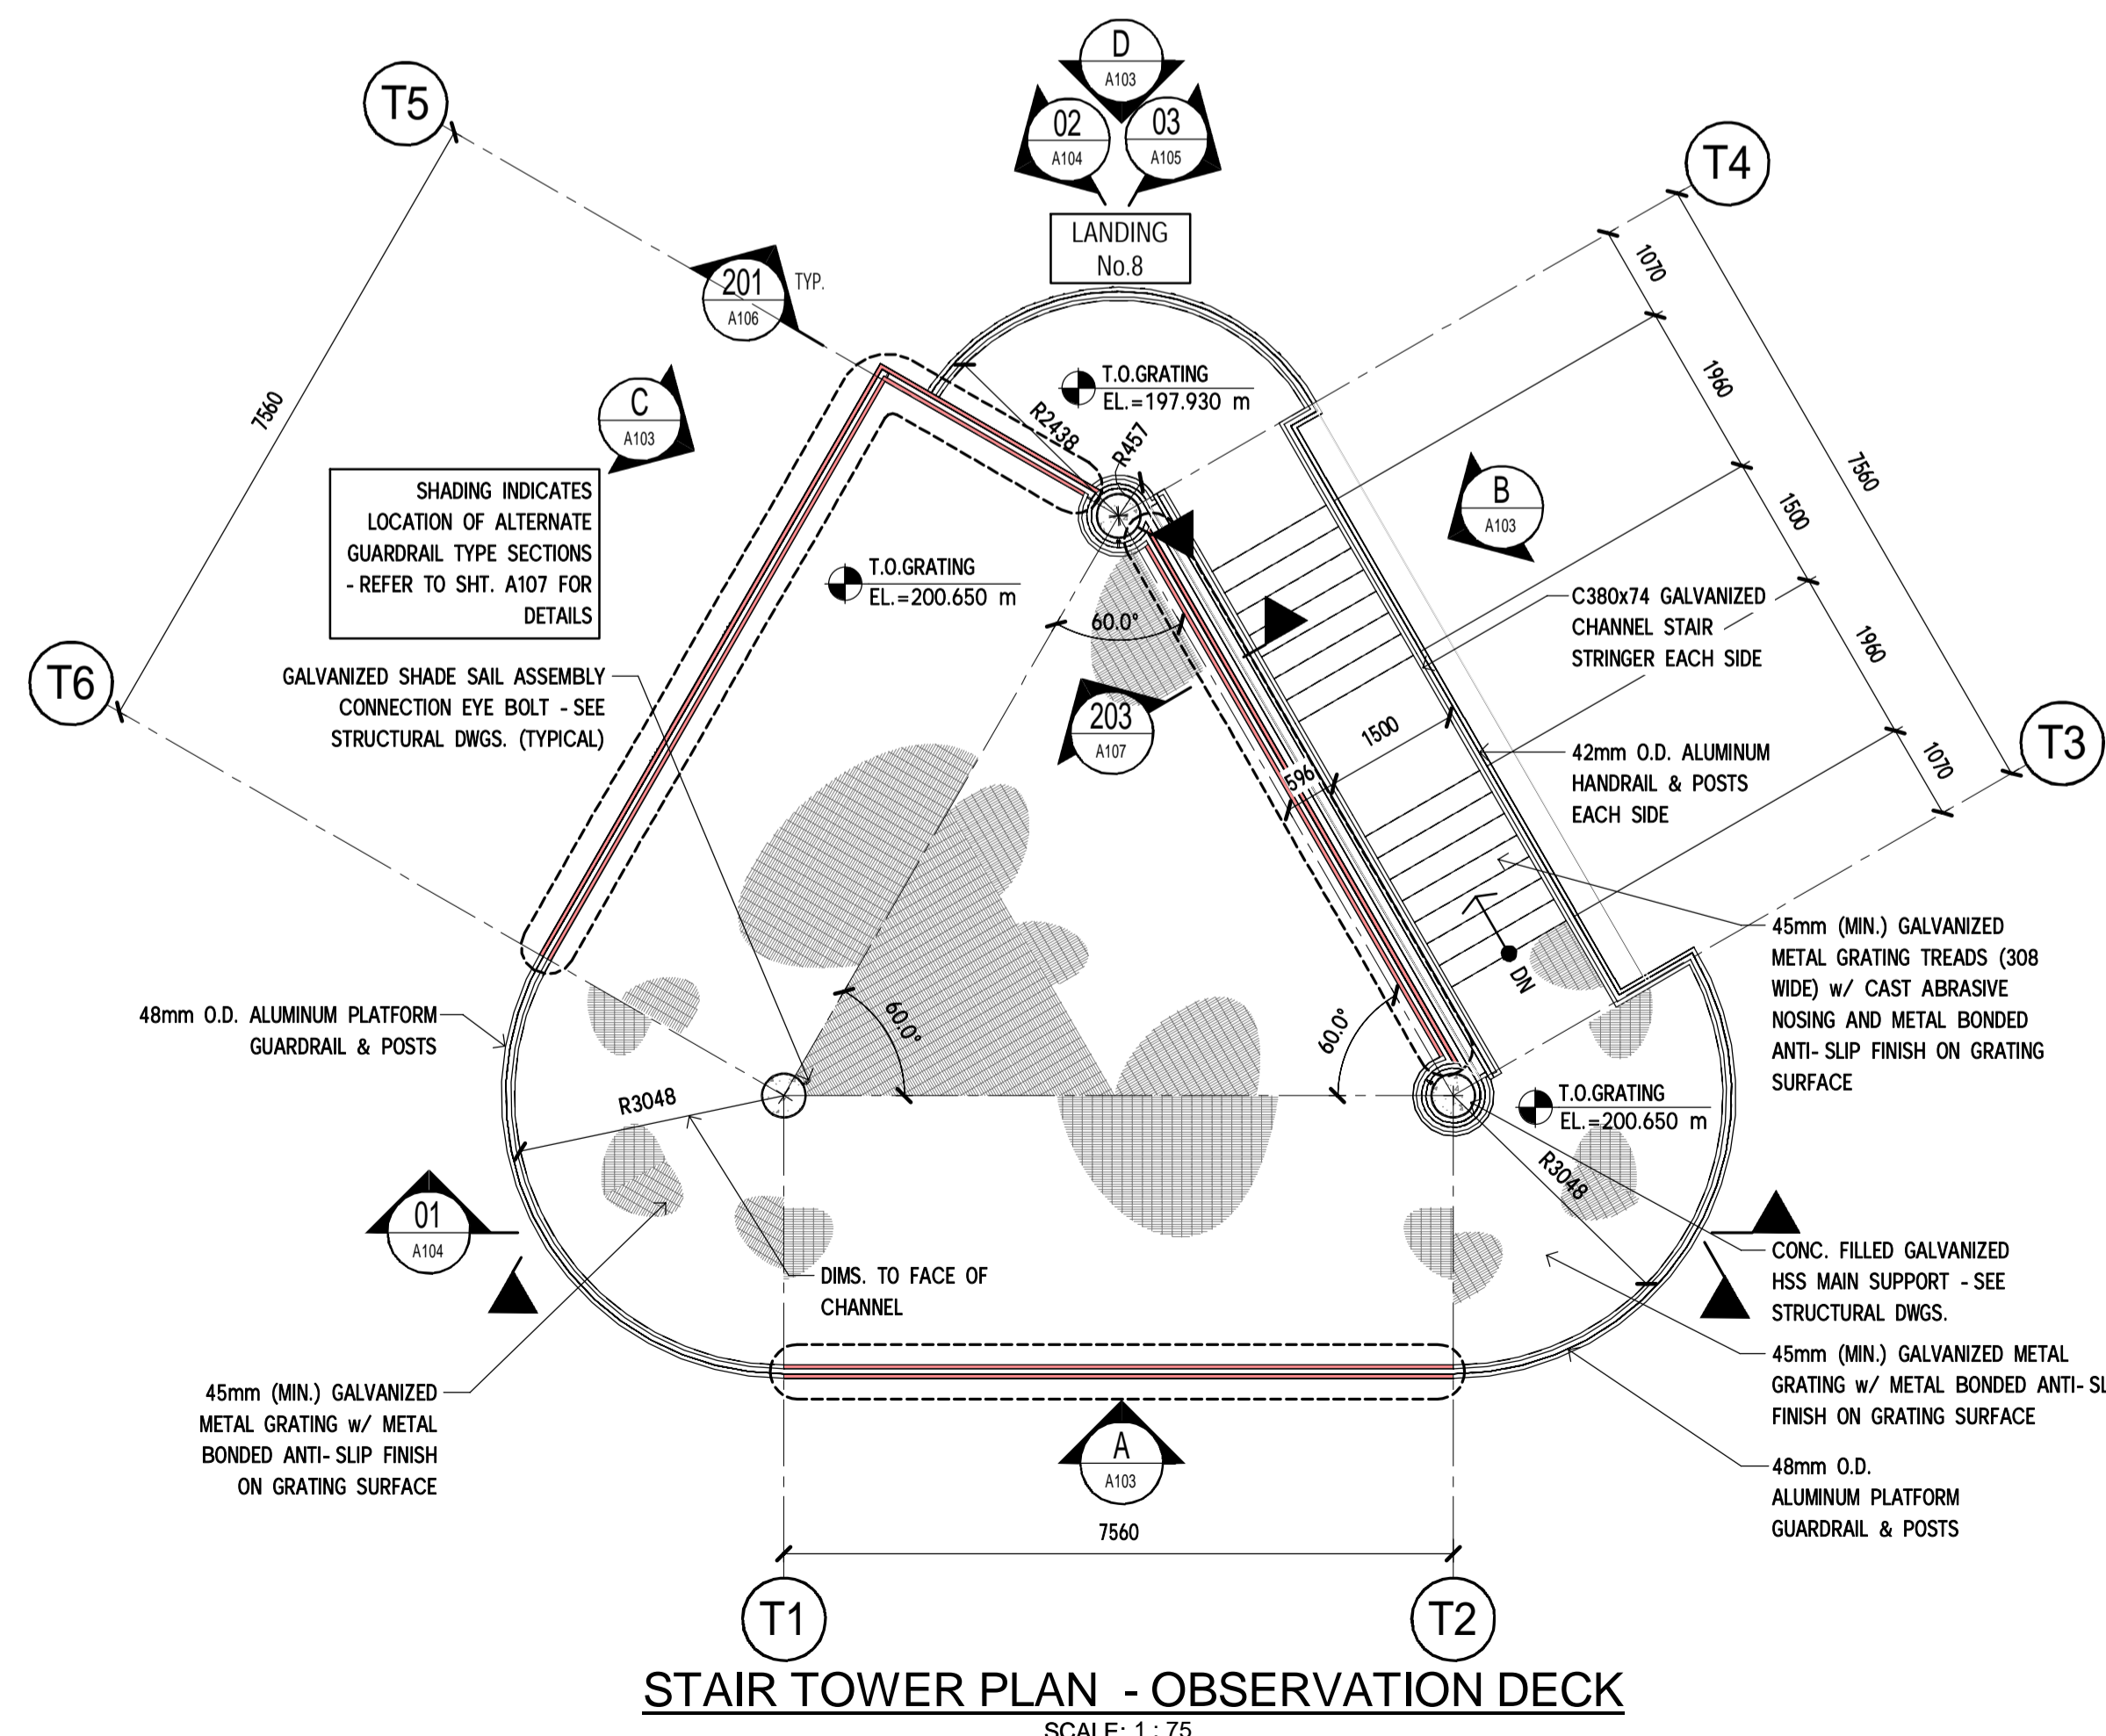 D
A103
02
A104
03
A105
LANDING
No.8
T5
T4
201
A106
TYP.
C
A103
7560
T.O.GRATING
EL.=197.930 m
R2438
R457
1070
1960
7560
1500
1960
1070
B
A103
SHADING INDICATES
LOCATION OF ALTERNATE
GUARDRAIL TYPE SECTIONS
- REFER TO SHT. A107 FOR
DETAILS
T.O.GRATING
EL.=200.650 m
60.0°
C380x74 GALVANIZED
CHANNEL STAIR
STRINGER EACH SIDE
T6
GALVANIZED SHADE SAIL ASSEMBLY
CONNECTION EYE BOLT - SEE
STRUCTURAL DWGS. (TYPICAL)
203
A107
1500
596
42mm O.D. ALUMINUM
HANDRAIL & POSTS
EACH SIDE
T3
DN
45mm (MIN.) GALVANIZED
METAL GRATING TREADS (308
WIDE) w/ CAST ABRASIVE
NOSING AND METAL BONDED
ANTI-SLIP FINISH ON GRATING
SURFACE
48mm O.D. ALUMINUM PLATFORM
GUARDRAIL & POSTS
60.0°
60.0°
R3048
T.O.GRATING
EL.=200.650 m
R3048
01
A104
DIMS. TO FACE OF
CHANNEL
CONC. FILLED GALVANIZED
HSS MAIN SUPPORT - SEE
STRUCTURAL DWGS.
45mm (MIN.) GALVANIZED METAL
GRATING w/ METAL BONDED ANTI-SL
FINISH ON GRATING SURFACE
45mm (MIN.) GALVANIZED
METAL GRATING w/ METAL
BONDED ANTI-SLIP FINISH
ON GRATING SURFACE
A
A103
48mm O.D.
ALUMINUM PLATFORM
GUARDRAIL & POSTS
7560
T1
T2
STAIR TOWER PLAN - OBSERVATION DECK
SCALE: 1 : 75